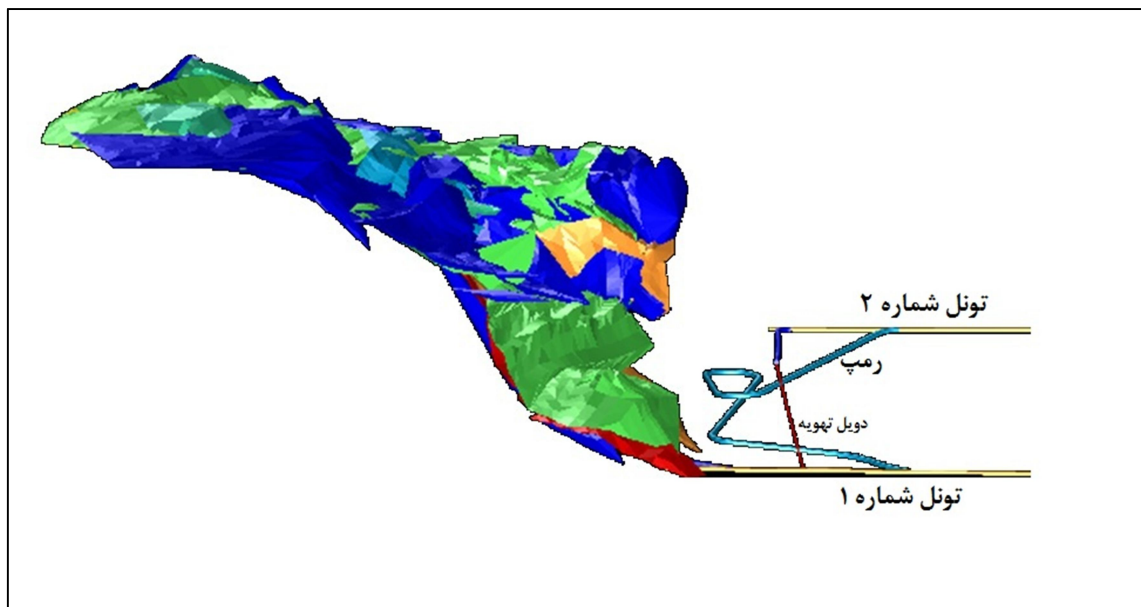 تونل شماره ۲
رمپ
دویل تهویه
تونل شماره ۱